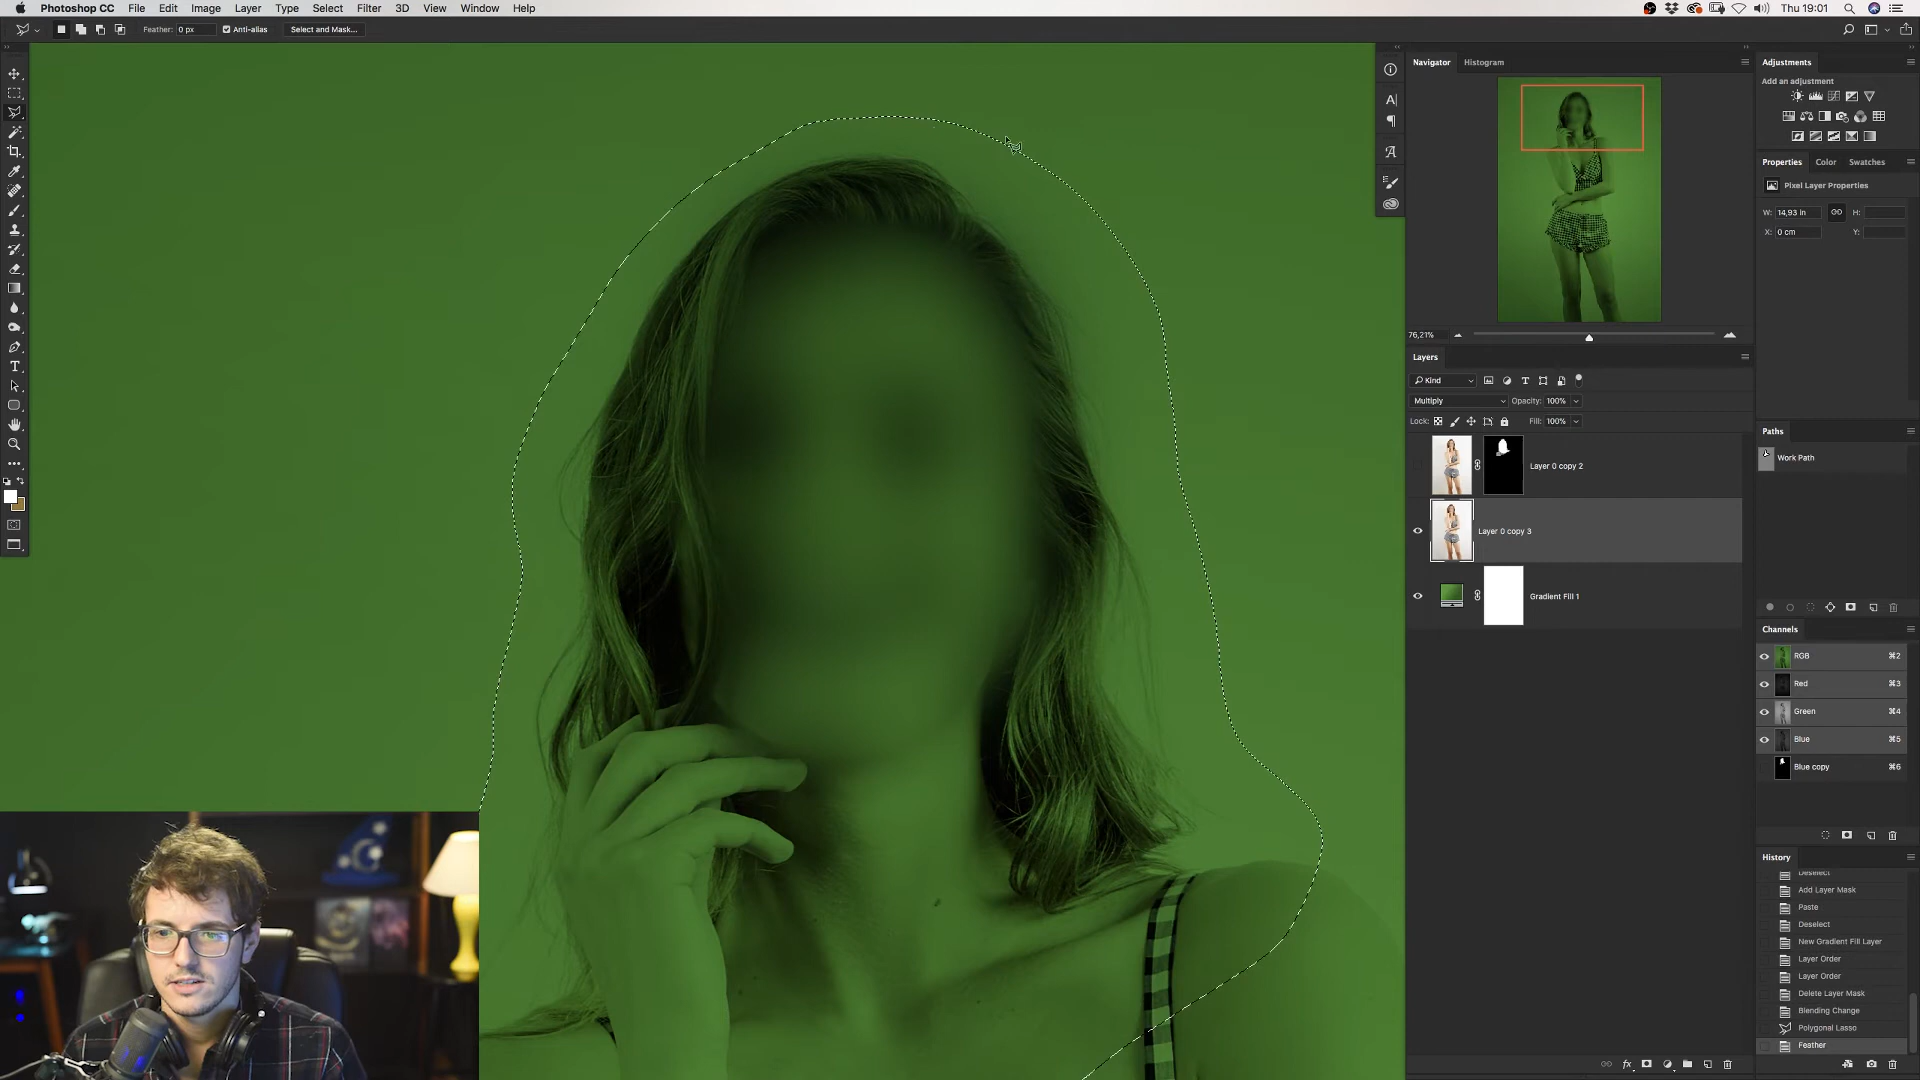 Photoshop CC File Edit Image Layer Type Select Filter 3D View Window Help Thu 19:01
Feather: 0 px Anti-alias Select and Mask...
Navigator Histogram
76,21%
Layers
Kind
Multiply Opacity: 100%
Lock: Fill: 100%
Layer 0 copy 2
Layer 0 copy 3
Gradient Fill 1
fx
Adjustments
Add an adjustment
Properties Color Swatches
Pixel Layer Properties
W: 14,93 in H:
X: 0 cm Y:
Paths
Work Path
Channels
RGB ⌘2
Red ⌘3
Green ⌘4
Blue ⌘5
Blue copy ⌘6
History
Deselect
Add Layer Mask
Paste
Deselect
New Gradient Fill Layer
Layer Order
Layer Order
Delete Layer Mask
Blending Change
Polygonal Lasso
Feather